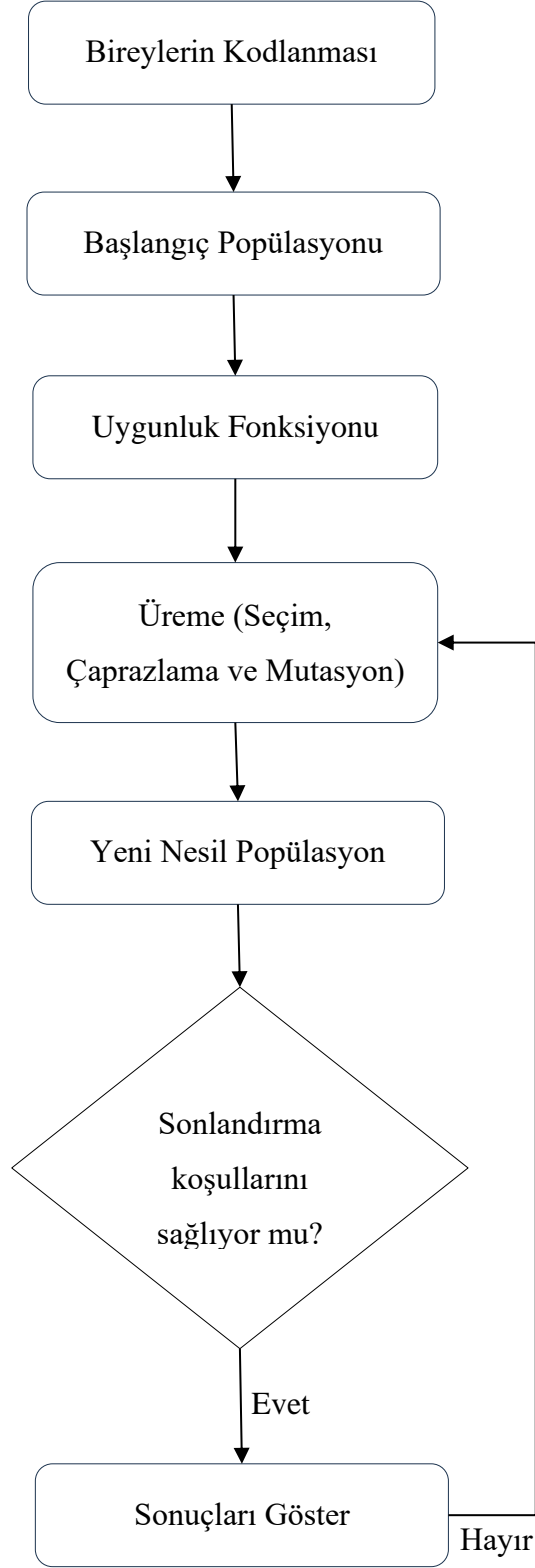 Bireylerin Kodlanması
Başlangıç Popülasyonu
Uygunluk Fonksiyonu
Üreme (Seçim,
Çaprazlama ve Mutasyon)
Yeni Nesil Popülasyon
Sonlandırma
koşullarını
sağlıyor mu?
Evet
Sonuçları Göster
Hayır